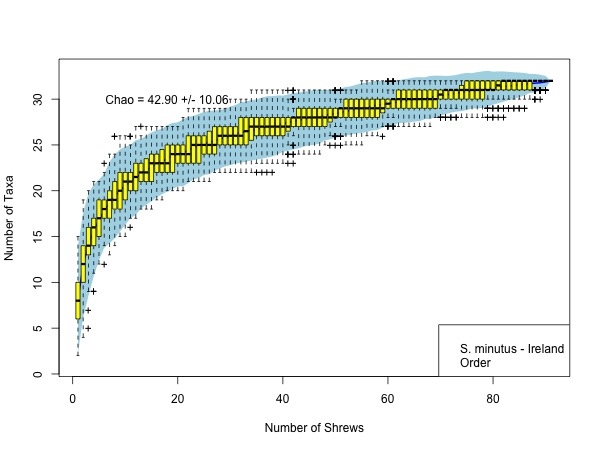 Chao = 42.90 +/- 10.06
Number of Taxa
0 5 10 15 20 25 30
0 20 40 60 80
Number of Shrews
S. minutus - Ireland
Order